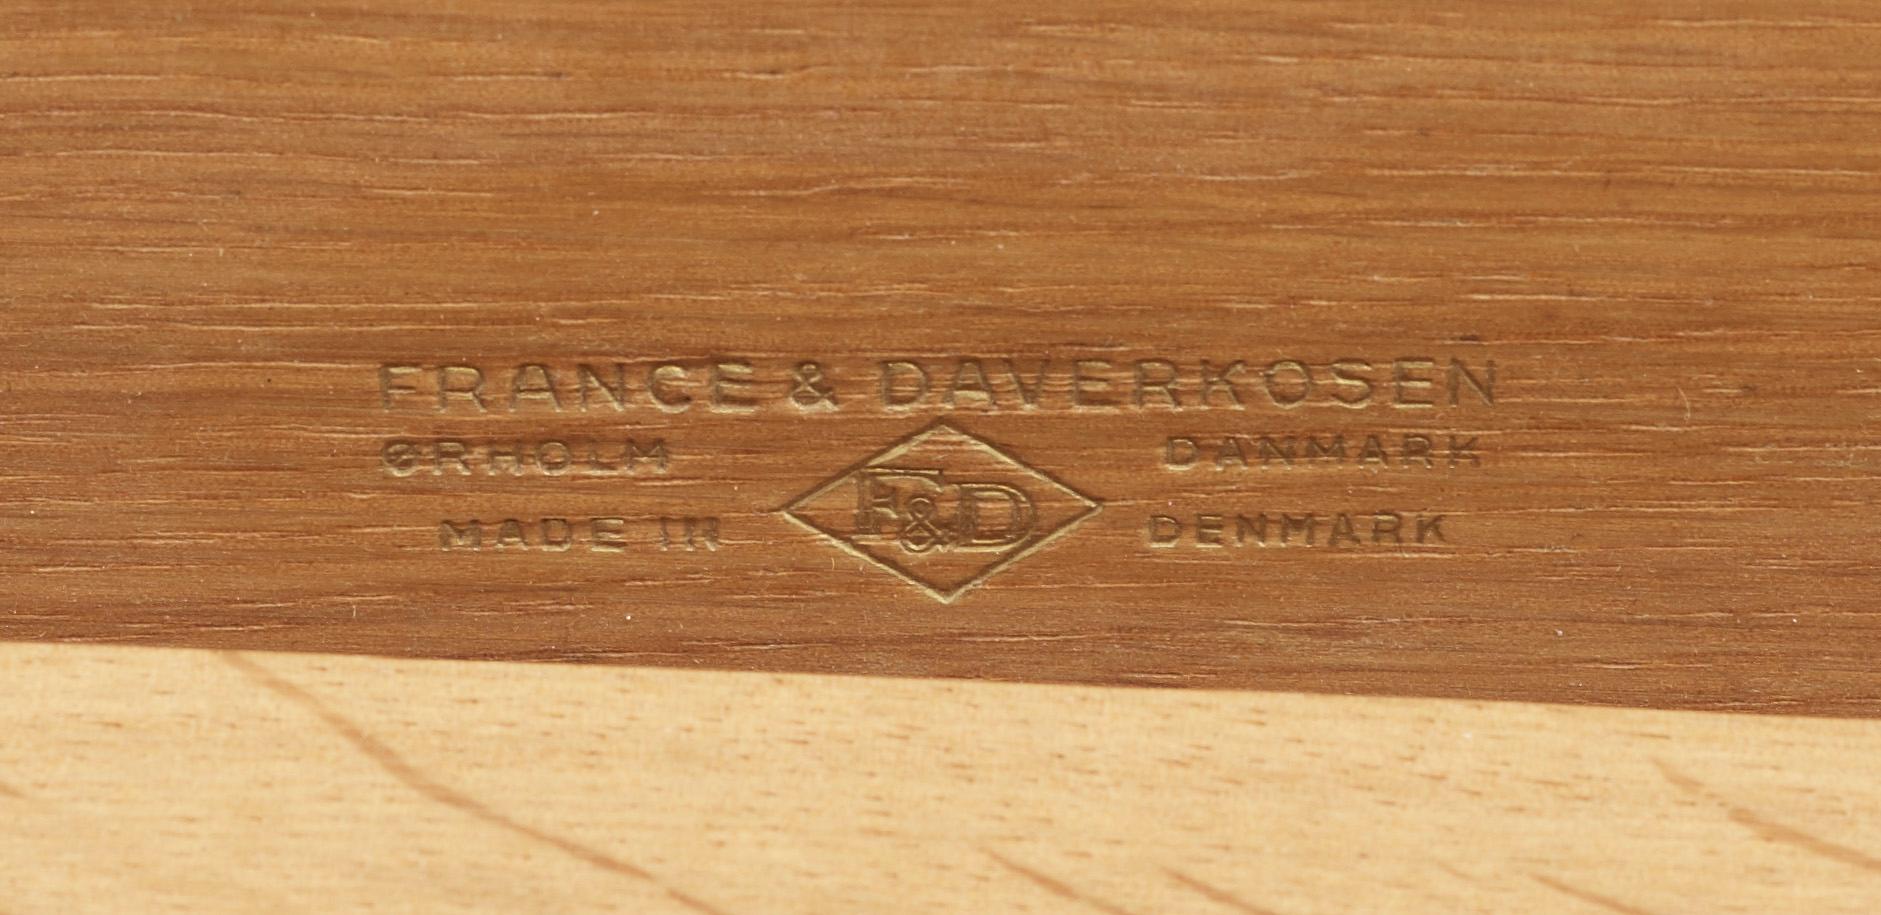 FRANCE & DAVERKOSEN
ØRHOLM DANMARK
F&D
MADE IN DENMARK